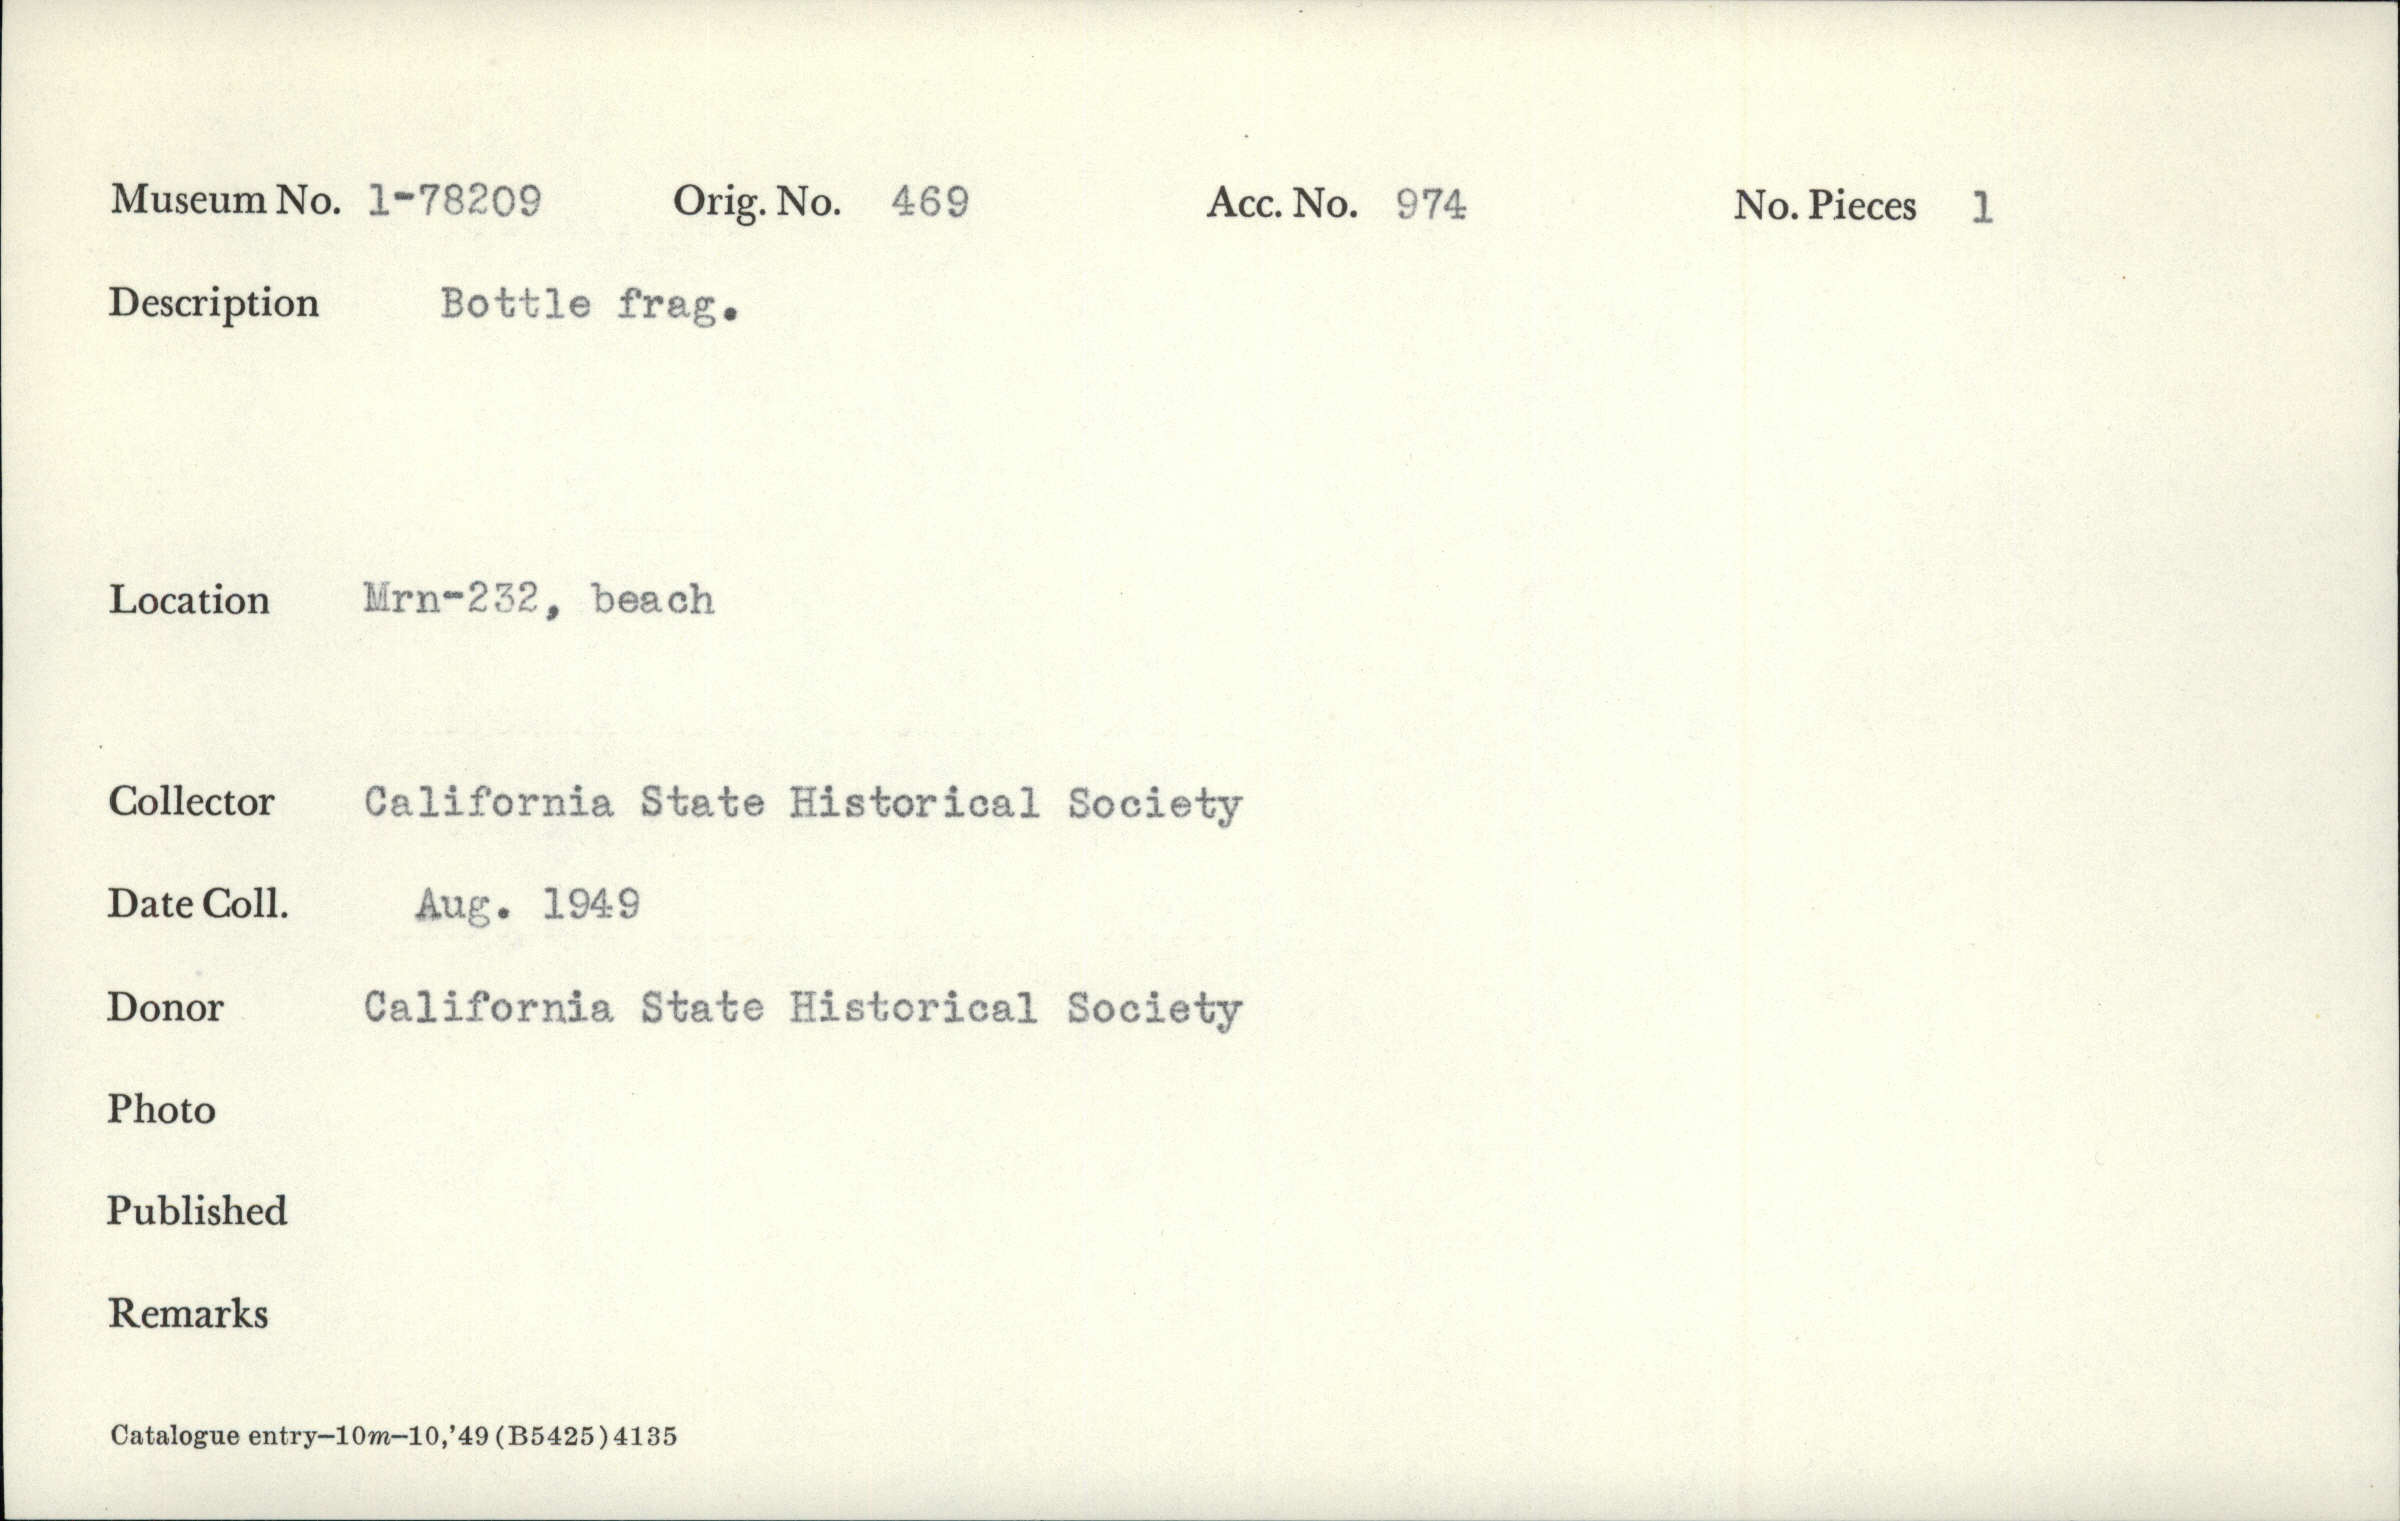 Museum No. 1-78209 Orig. No. 469 Acc. No. 974 No. Pieces 1
Description Bottle frag.
Location Mrn-232, beach
Collector California State Historical Society
Date Coll. Aug. 1949
Donor California State Historical Society
Photo
Published
Remarks
Catalogue entry—10m—10,'49 (B5425) 4135